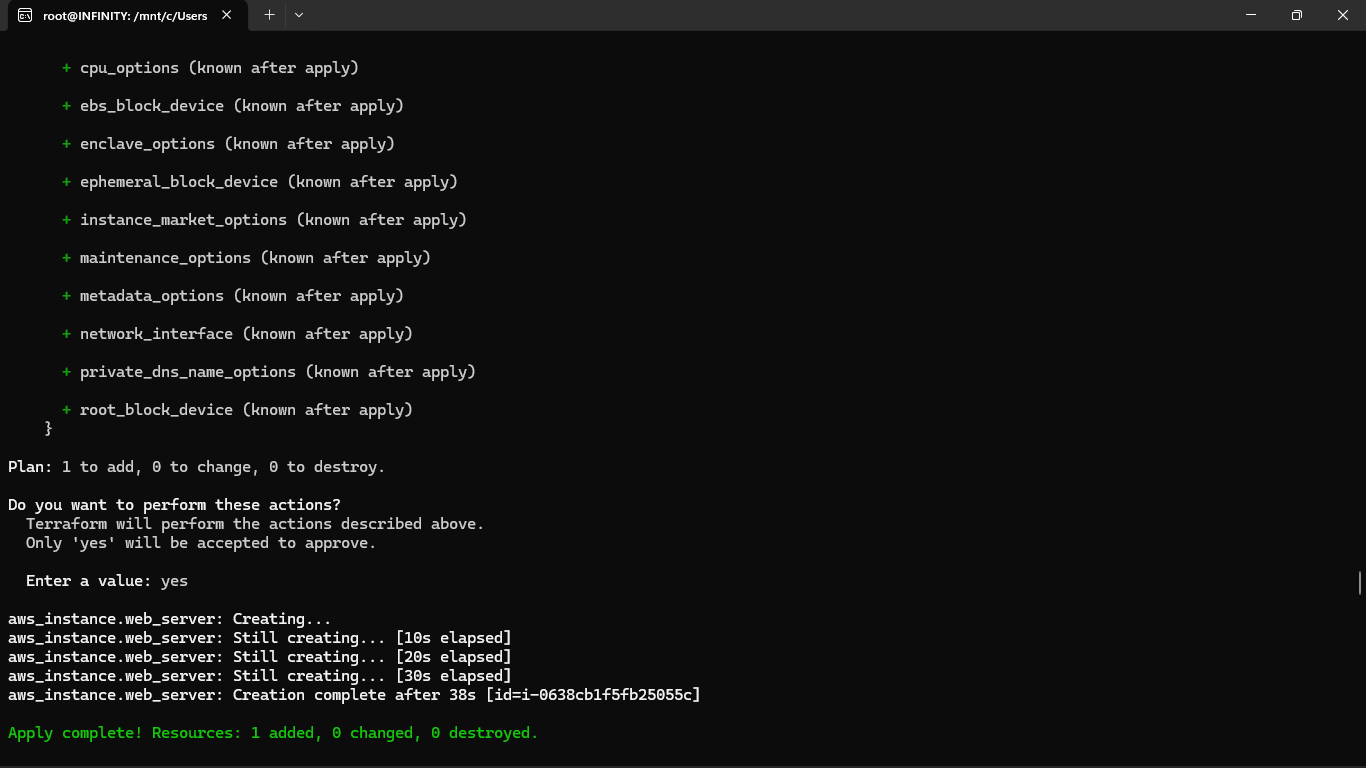 root@INFINITY: /mnt/c/Users
+ cpu_options (known after apply)
+ ebs_block_device (known after apply)
+ enclave_options (known after apply)
+ ephemeral_block_device (known after apply)
+ instance_market_options (known after apply)
+ maintenance_options (known after apply)
+ metadata_options (known after apply)
+ network_interface (known after apply)
+ private_dns_name_options (known after apply)
+ root_block_device (known after apply)
}
Plan: 1 to add, 0 to change, 0 to destroy.
Do you want to perform these actions?
Terraform will perform the actions described above.
Only 'yes' will be accepted to approve.
Enter a value: yes
aws_instance.web_server: Creating...
aws_instance.web_server: Still creating... [10s elapsed]
aws_instance.web_server: Still creating... [20s elapsed]
aws_instance.web_server: Still creating... [30s elapsed]
aws_instance.web_server: Creation complete after 38s [id=i-0638cb1f5fb25055c]
Apply complete! Resources: 1 added, 0 changed, 0 destroyed.